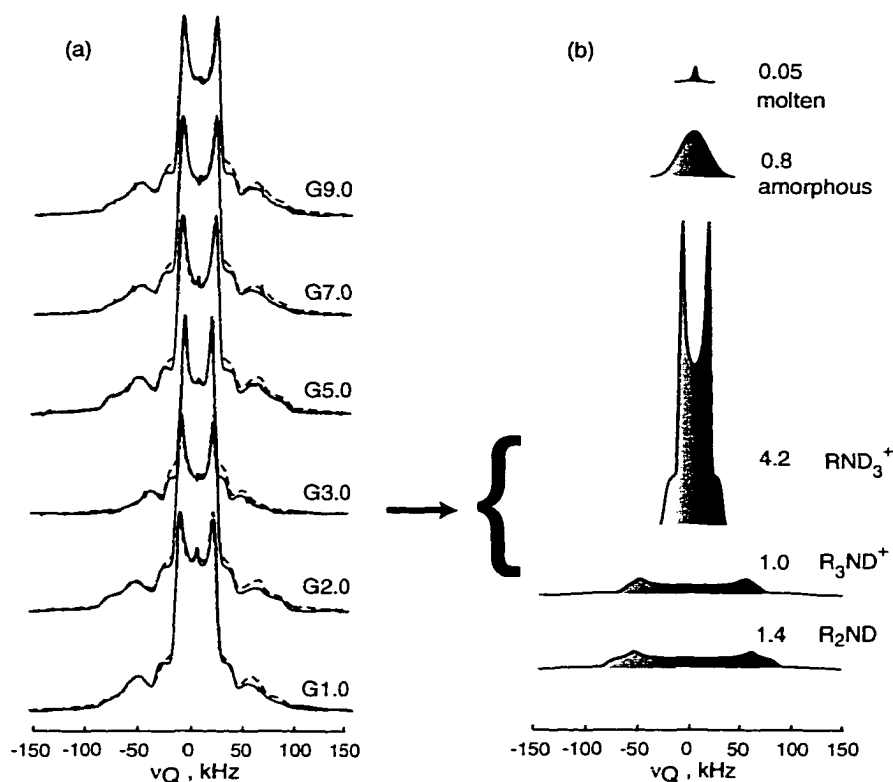 (a)
G9.0
G7.0
G5.0
G3.0
G2.0
G1.0
-150 -100 -50 0 50 100 150
νQ , kHz
(b)
0.05
molten
0.8
amorphous
4.2 RND3+
1.0 R3ND+
1.4 R2ND
-150 -100 -50 0 50 100 150
νQ , kHz